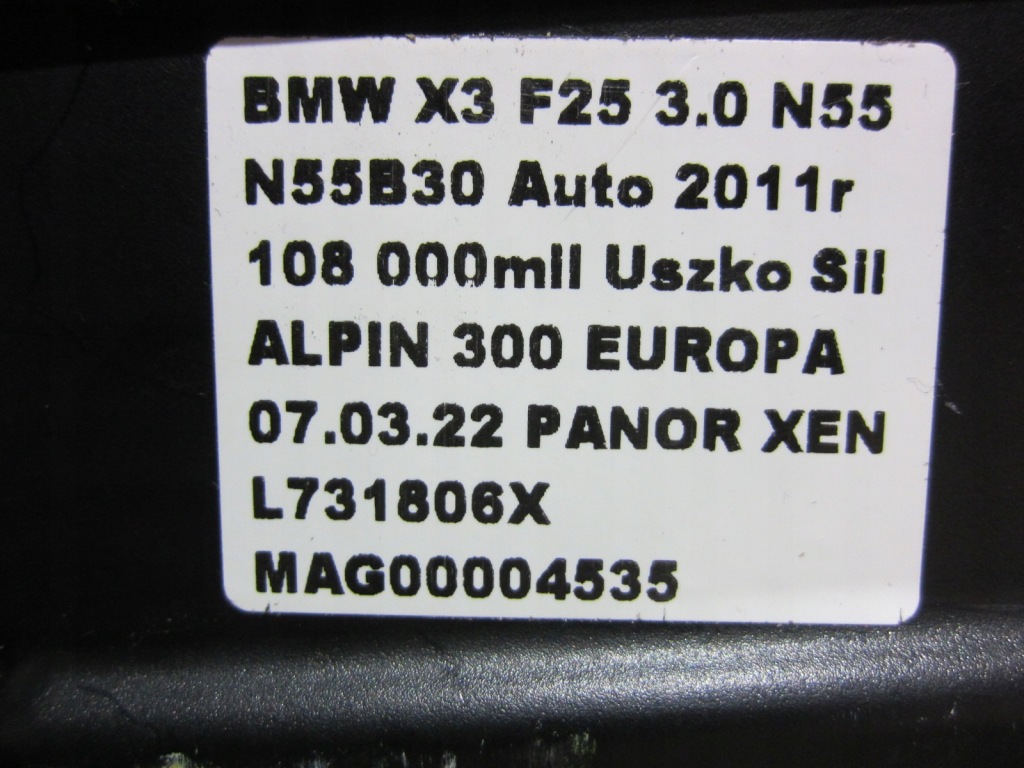 BMW X3 F25 3.0 N55
N55B30 Auto 2011r
108 000mil Uszko Sil
ALPIN 300 EUROPA
07.03.22 PANOR XEN
L731806X
MAG00004535